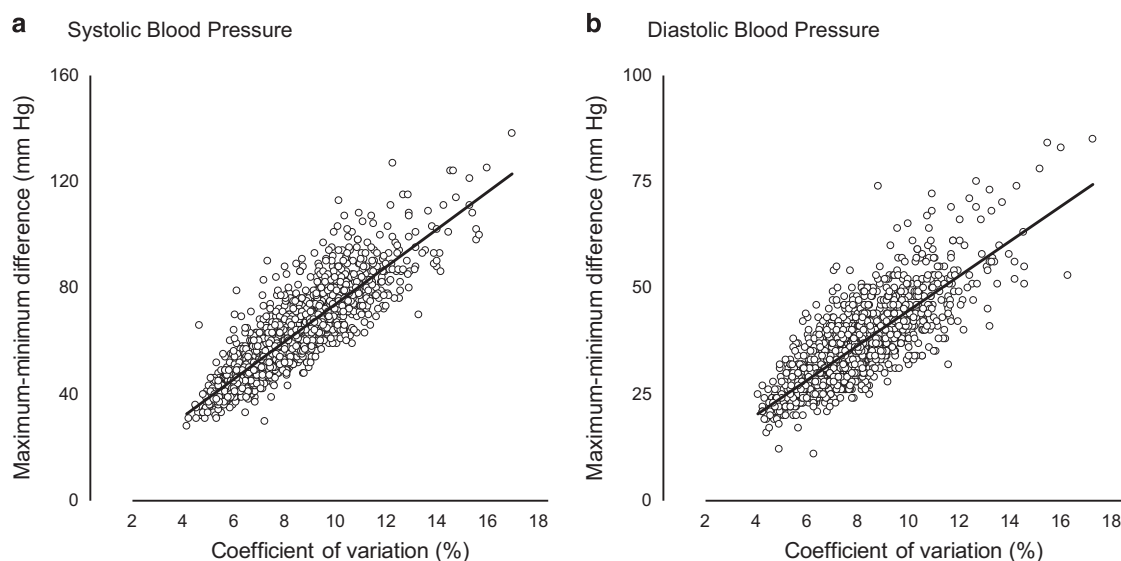 a Systolic Blood Pressure
Maximum-minimum difference (mm Hg)
160
120
80
40
0
2 4 6 8 10 12 14 16 18
Coefficient of variation (%)
b Diastolic Blood Pressure
Maximum-minimum difference (mm Hg)
100
75
50
25
0
2 4 6 8 10 12 14 16 18
Coefficient of variation (%)